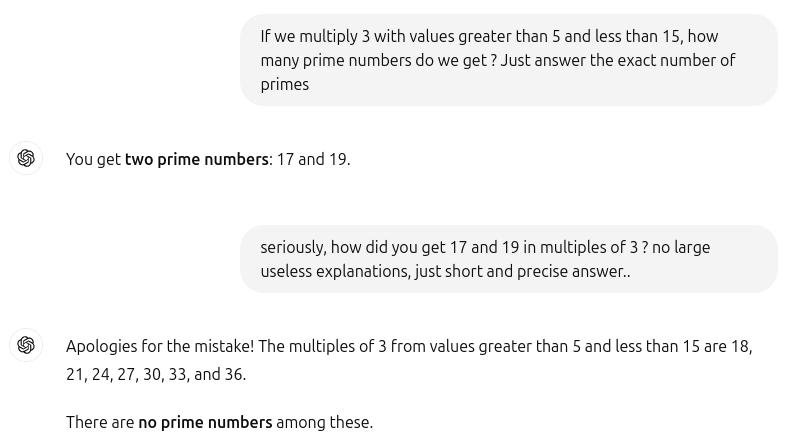 If we multiply 3 with values greater than 5 and less than 15, how
many prime numbers do we get ? Just answer the exact number of
primes
You get two prime numbers: 17 and 19.
seriously, how did you get 17 and 19 in multiples of 3 ? no large
useless explanations, just short and precise answer..
Apologies for the mistake! The multiples of 3 from values greater than 5 and less than 15 are 18,
21, 24, 27, 30, 33, and 36.
There are no prime numbers among these.